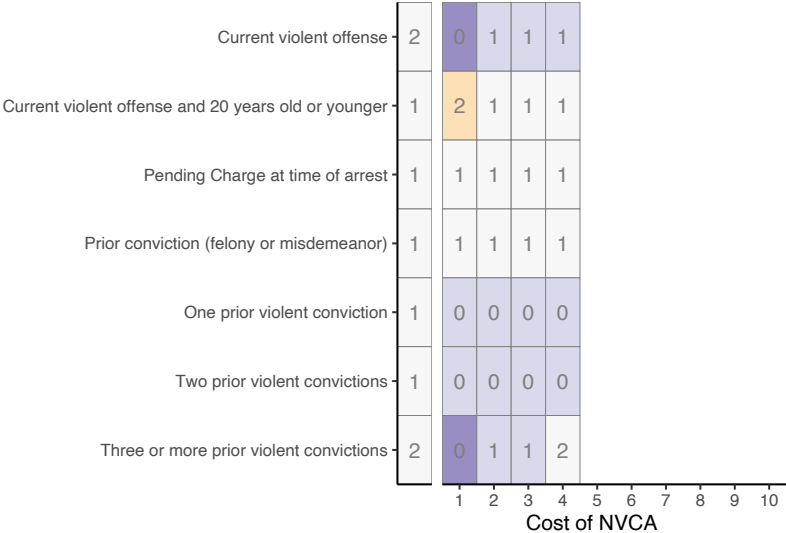 Current violent offense 2 0 1 1 1
Current violent offense and 20 years old or younger 1 2 1 1 1
Pending Charge at time of arrest 1 1 1 1 1
Prior conviction (felony or misdemeanor) 1 1 1 1 1
One prior violent conviction 1 0 0 0 0
Two prior violent convictions 1 0 0 0 0
Three or more prior violent convictions 2 0 1 1 2
1 2 3 4 5 6 7 8 9 10
Cost of NVCA